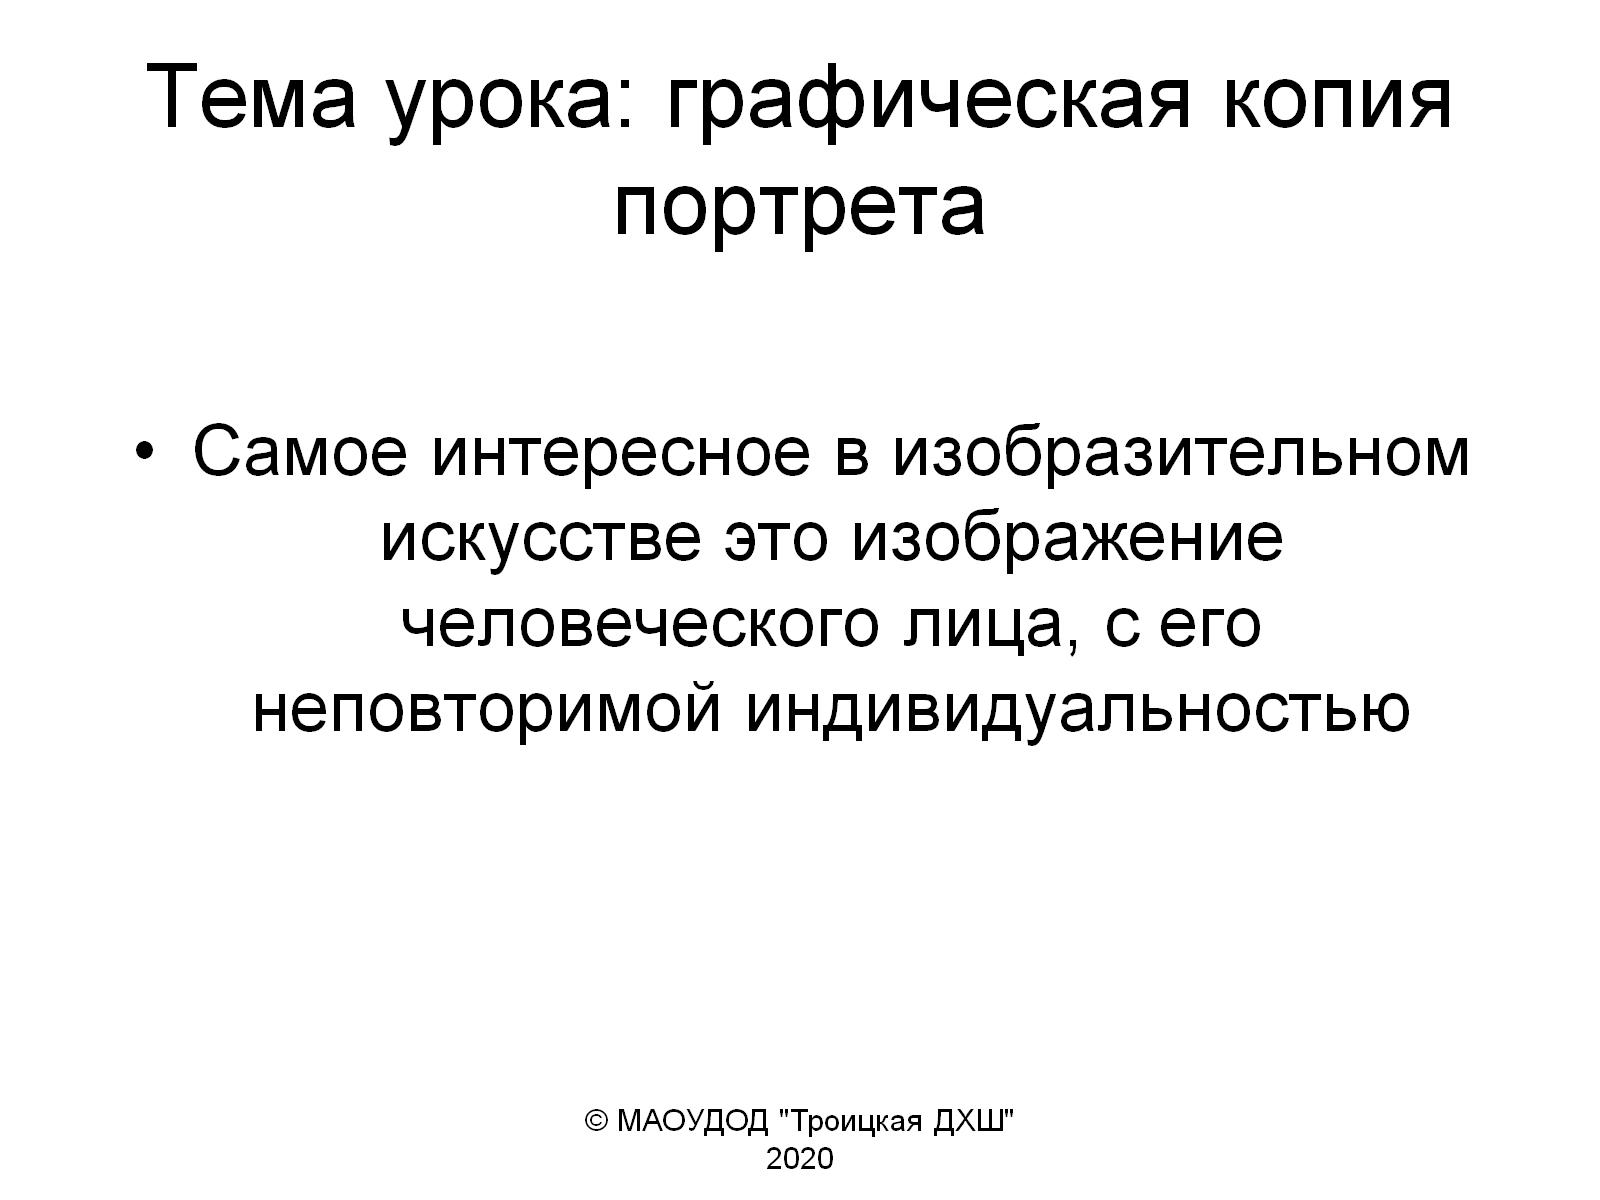 Тема урока: графическая копия
портрета
• Самое интересное в изобразительном
искусстве это изображение
человеческого лица, с его
неповторимой индивидуальностью
© МАОУДОД "Троицкая ДХШ"
2020